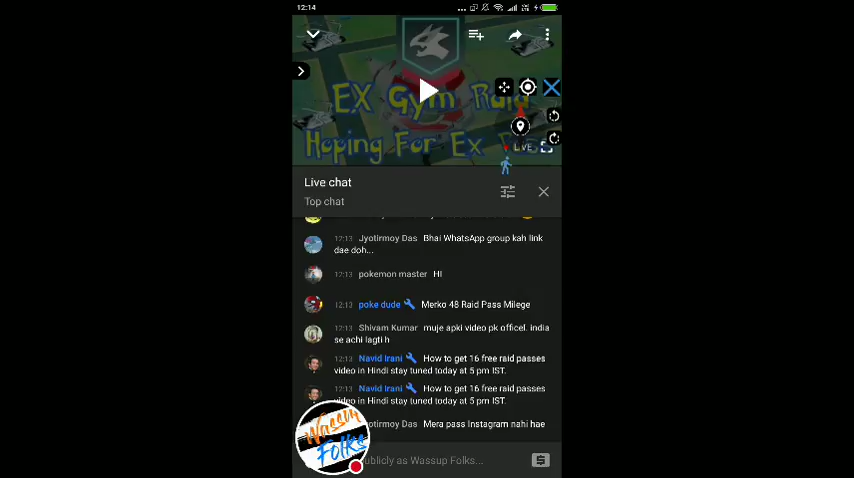 12:14
EX Gym Raid
Hoping For Ex
LIVE
Live chat
Top chat
12:13 Jyotirmoy Das Bhai WhatsApp group kah link
dae doh...
12:13 pokemon master HI
12:13 poke dude Merko 48 Raid Pass Milege
12:13 Shivam Kumar muje apki video pk officel. india
se achi lagti h
12:13 Navid Irani How to get 16 free raid passes
video in Hindi stay tuned today at 5 pm IST.
12:13 Navid Irani How to get 16 free raid passes
video in Hindi stay tuned today at 5 pm IST.
Das Mera pass Instagram nahi hae
Wassup
Folks
as Wassup Folks...